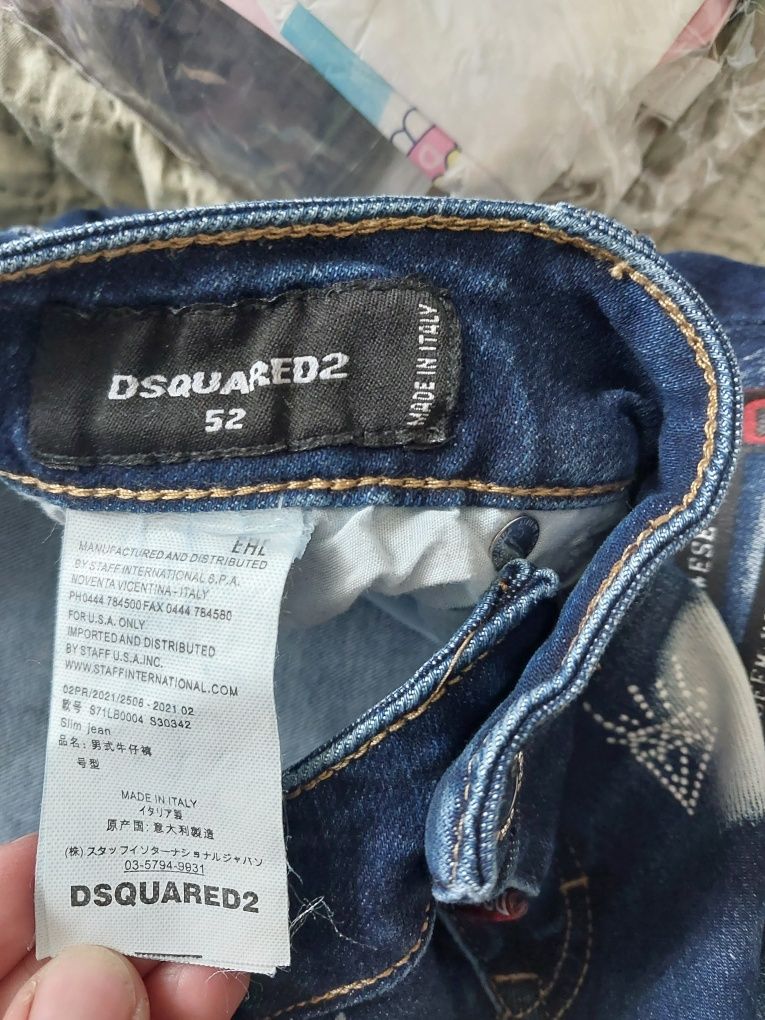 DSQUARED2
52
MADE IN ITALY
EHL
MANUFACTURED AND DISTRIBUTED
BY STAFF INTERNATIONAL S.P.A.
NOVENTA VICENTINA - ITALY
PH0444 784500 FAX 0444 784580
FOR U.S.A. ONLY
IMPORTED AND DISTRIBUTED
BY STAFF U.S.A. INC.
WWW.STAFFINTERNATIONAL.COM
02PR/2021/2506 - 2021 02
款号 S71LB0004 S30342
Slim jean
品名: 男式牛仔裤
号型
MADE IN ITALY
イタリア製
原产国: 意大利製造
(株) スタッフインターナショナルジャパン
03-5794-9931
DSQUARED2